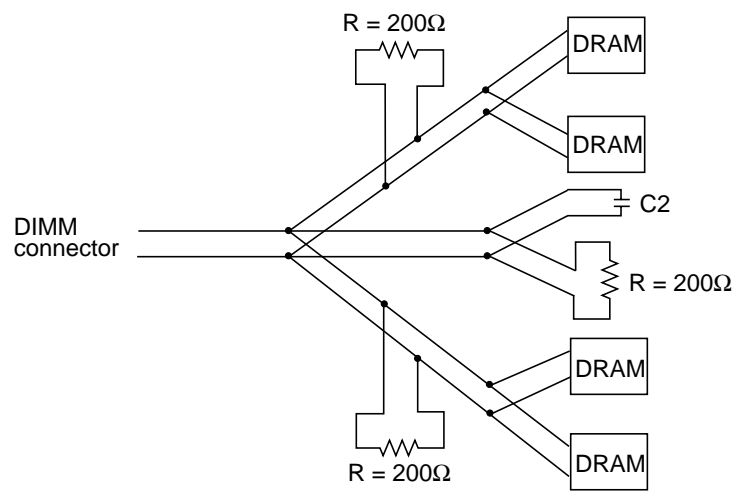 R = 200Ω
DRAM
DRAM
C2
DIMM
connector
R = 200Ω
DRAM
DRAM
R = 200Ω